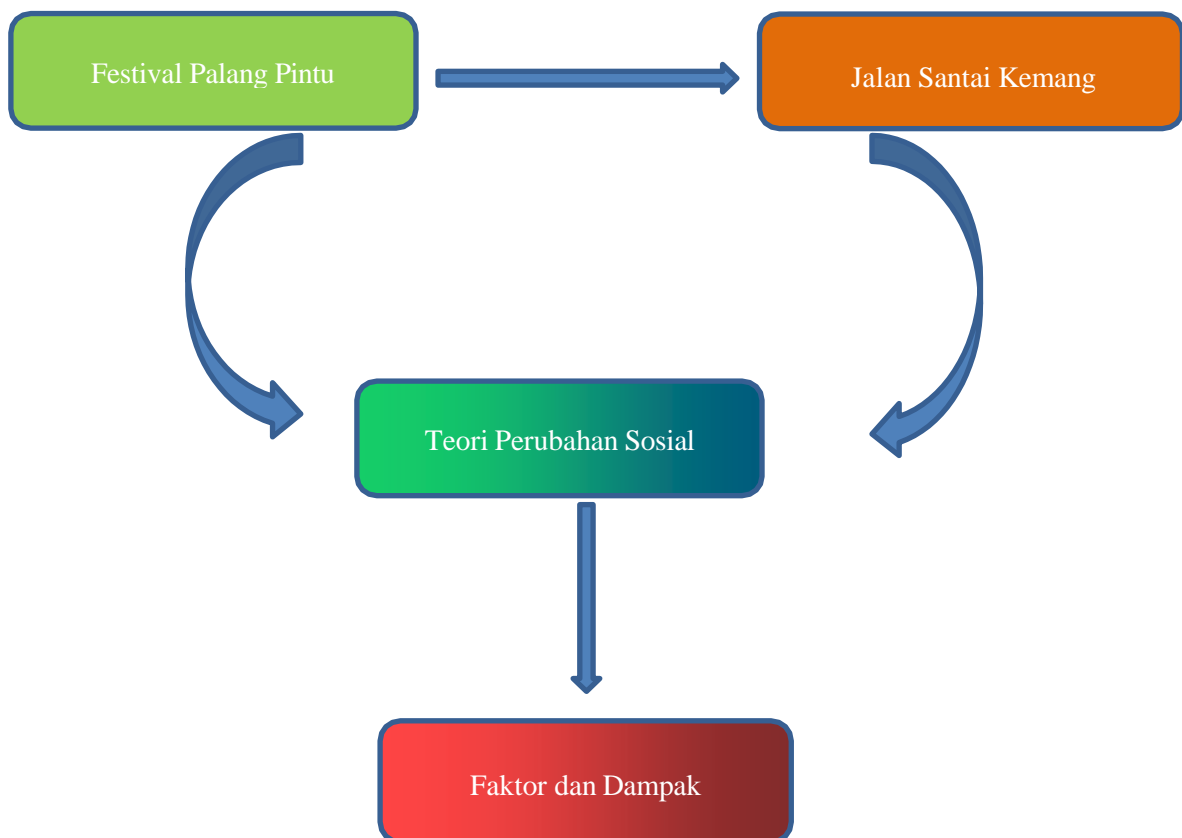 Festival Palang Pintu
Jalan Santai Kemang
Teori Perubahan Sosial
Faktor dan Dampak